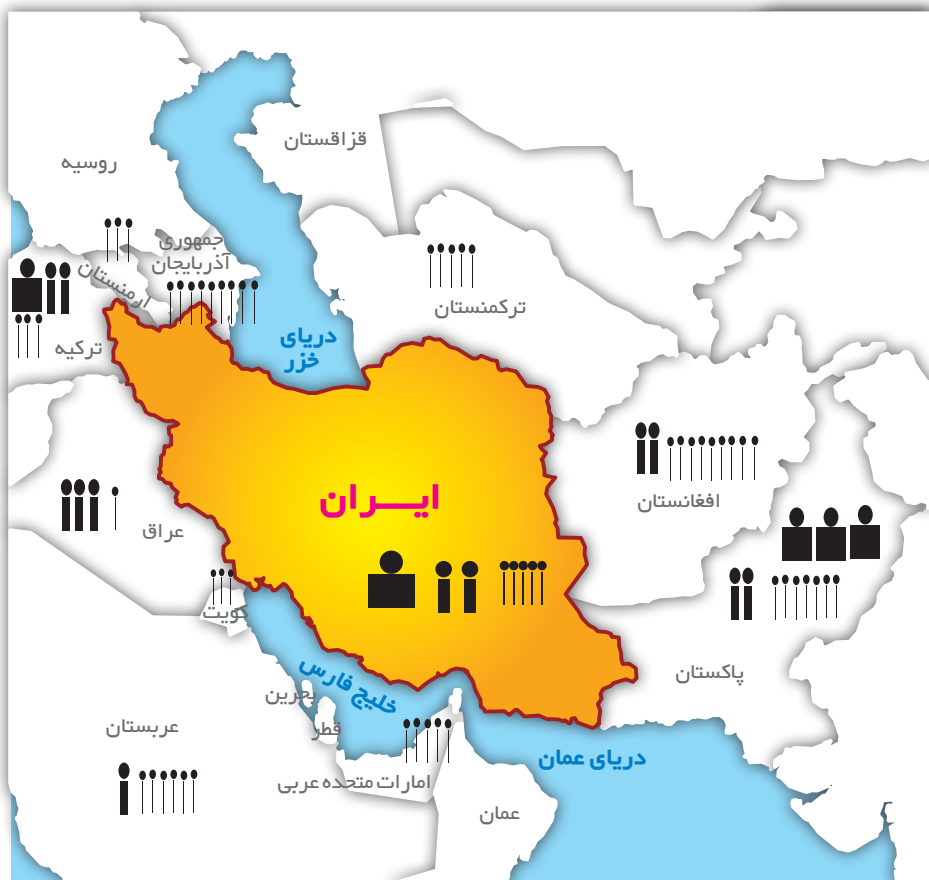 قزاقستان
روسیه
جمهوری
آذربایجان
ارمنستان
ترکمنستان
دریای
خزر
ترکیه
ایــــران
افغانستان
عراق
کویت
پاکستان
خلیج فارس
بحرین
قطر
عربستان
امارات متحده عربی
دریای عمان
عمان